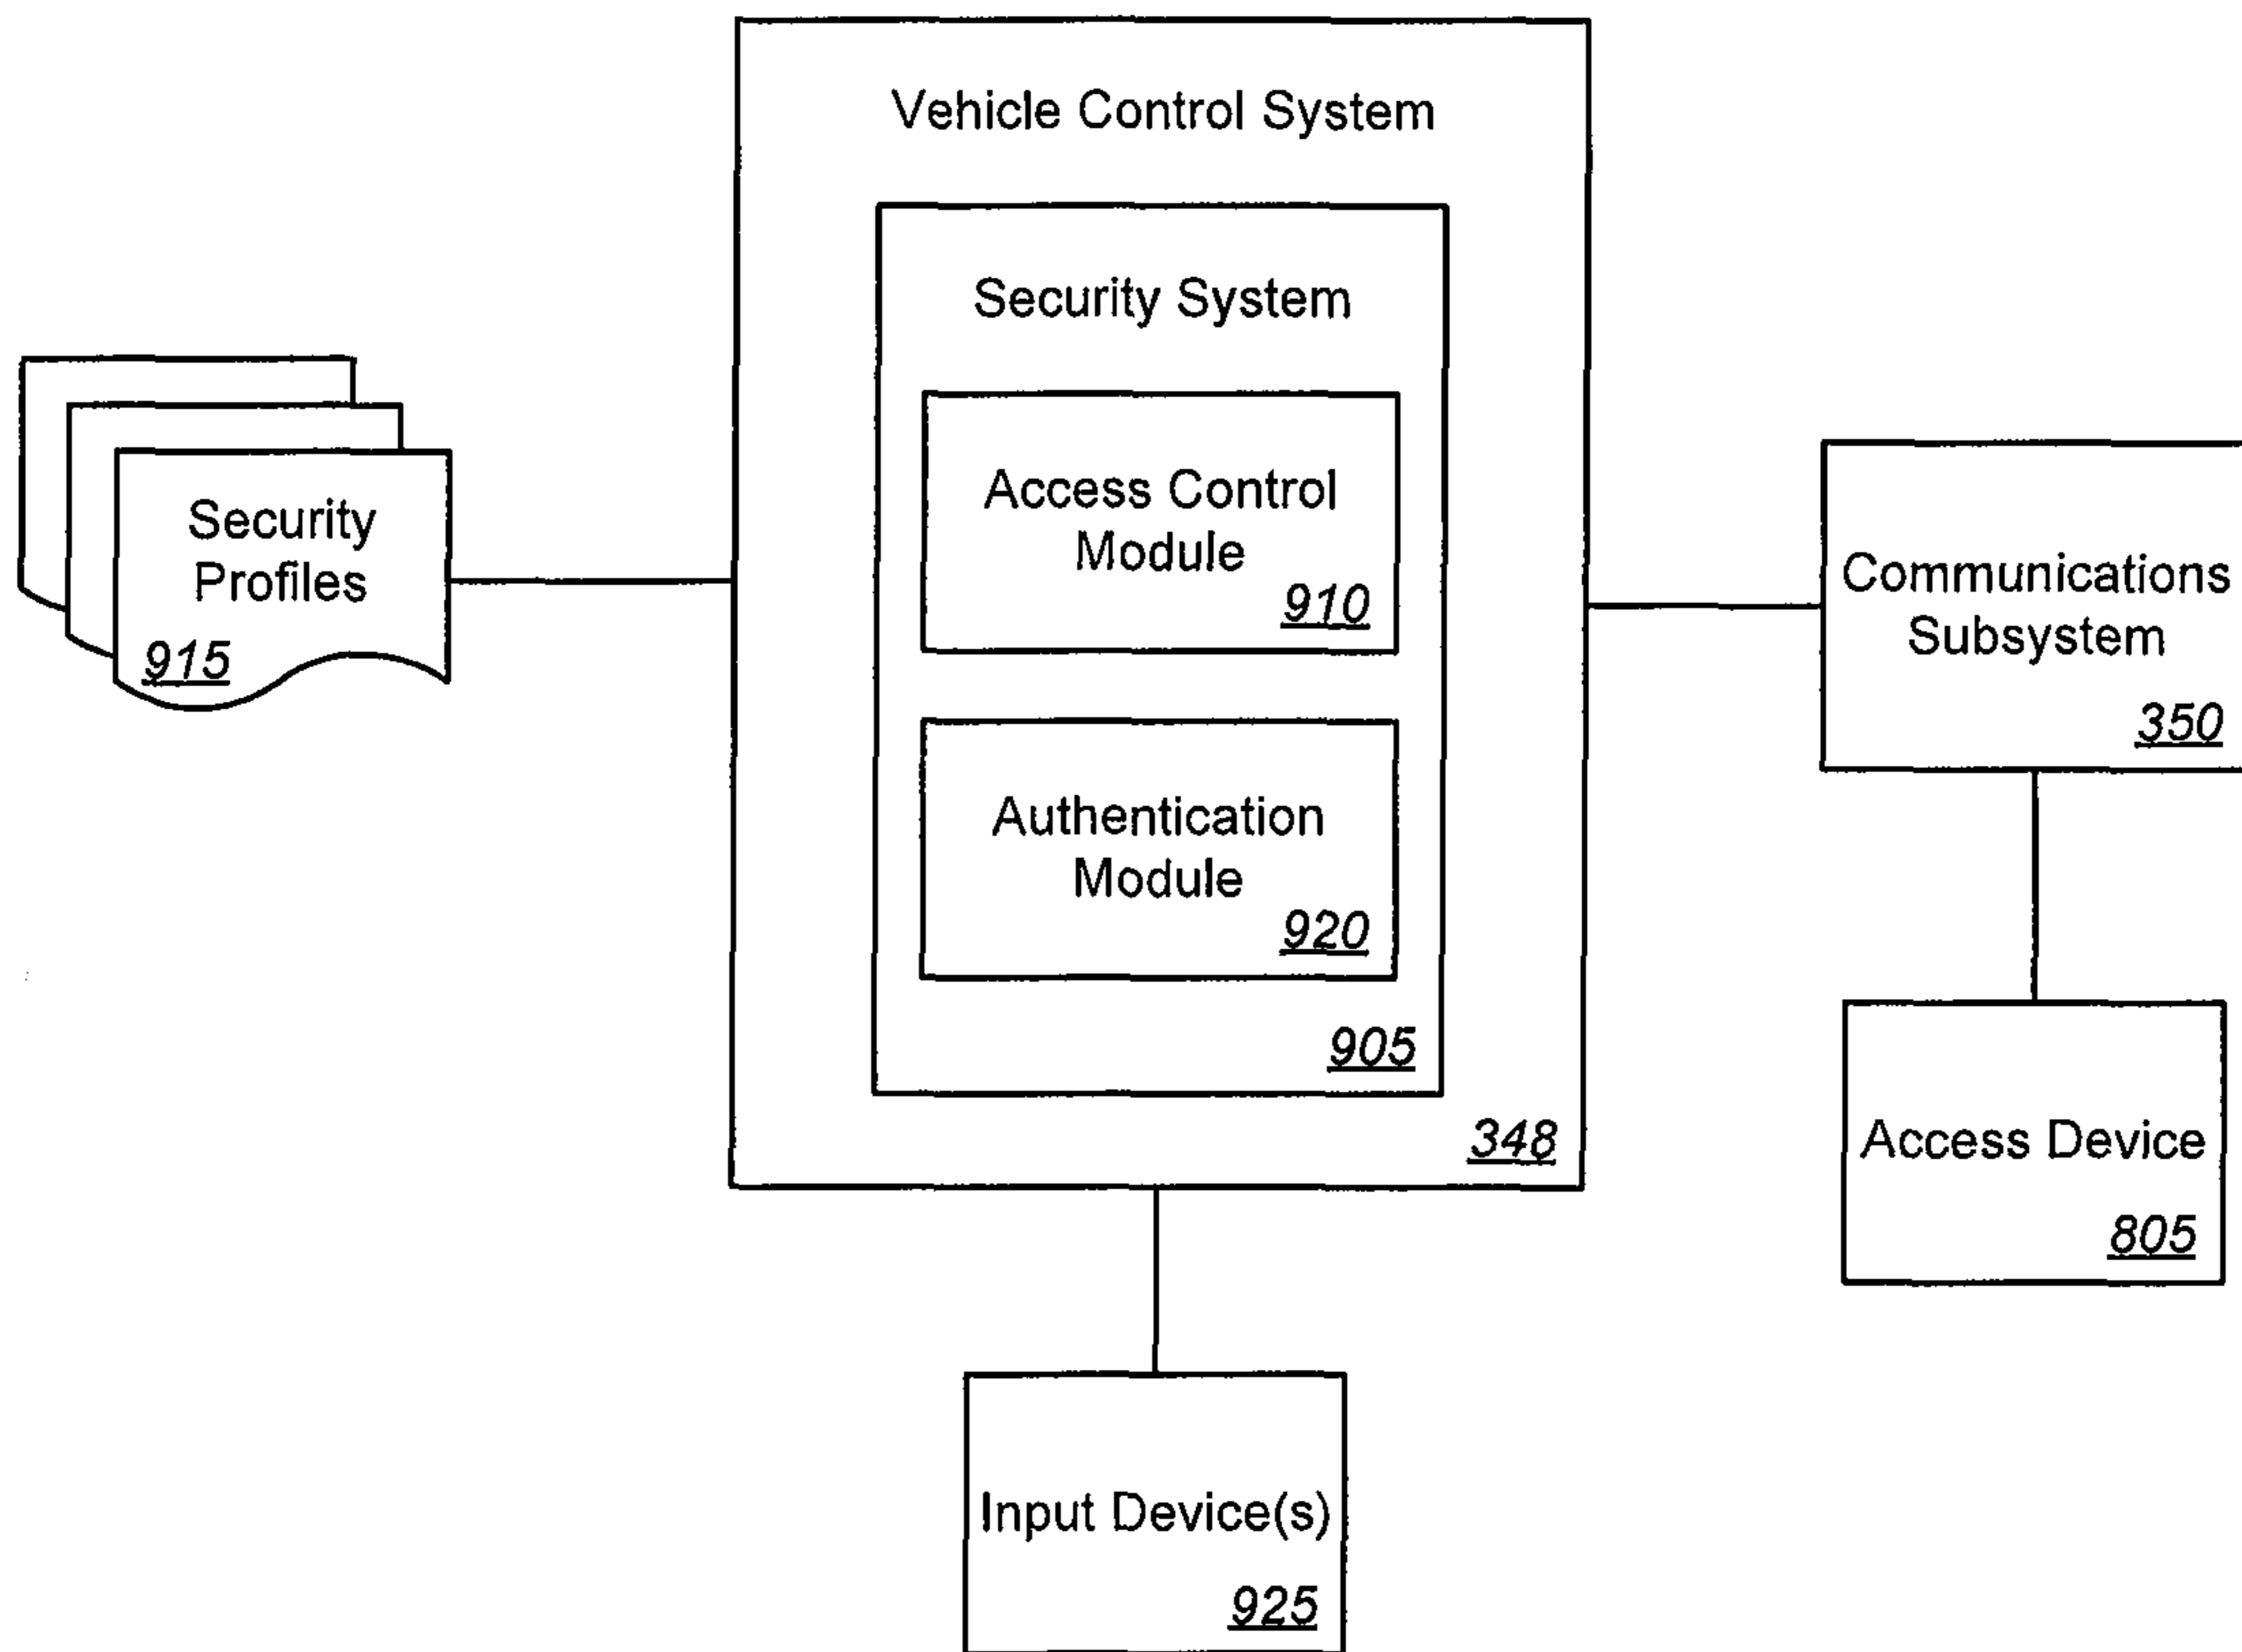 Vehicle Control System
Security System
Access Control
Module
910
Authentication
Module
920
905
348
Security
Profiles
915
Communications
Subsystem
350
Access Device
805
Input Device(s)
925